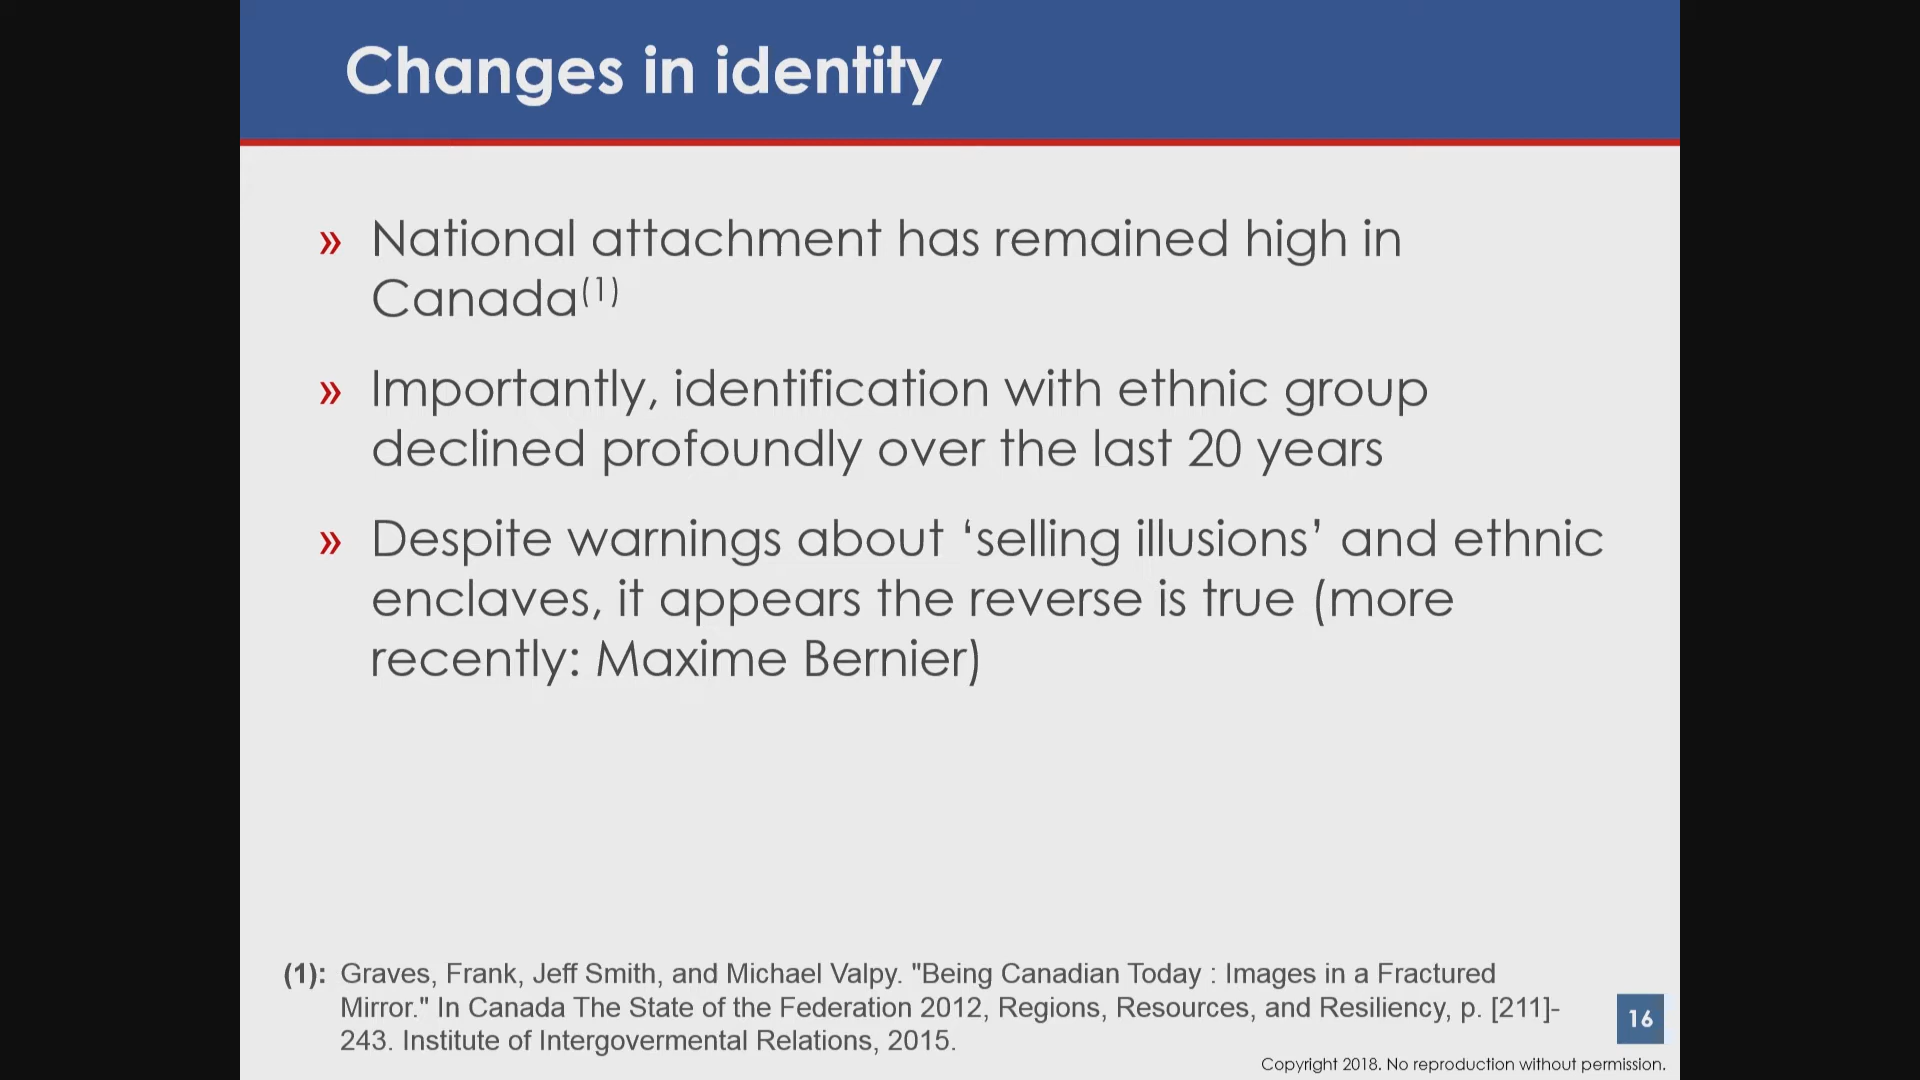 Changes in identity
» National attachment has remained high in
Canada(1)
» Importantly, identification with ethnic group
declined profoundly over the last 20 years
» Despite warnings about ‘selling illusions’ and ethnic
enclaves, it appears the reverse is true (more
recently: Maxime Bernier)
(1): Graves, Frank, Jeff Smith, and Michael Valpy. "Being Canadian Today : Images in a Fractured
Mirror." In Canada The State of the Federation 2012, Regions, Resources, and Resiliency, p. [211]-
243. Institute of Intergovermental Relations, 2015.
16
Copyright 2018. No reproduction without permission.